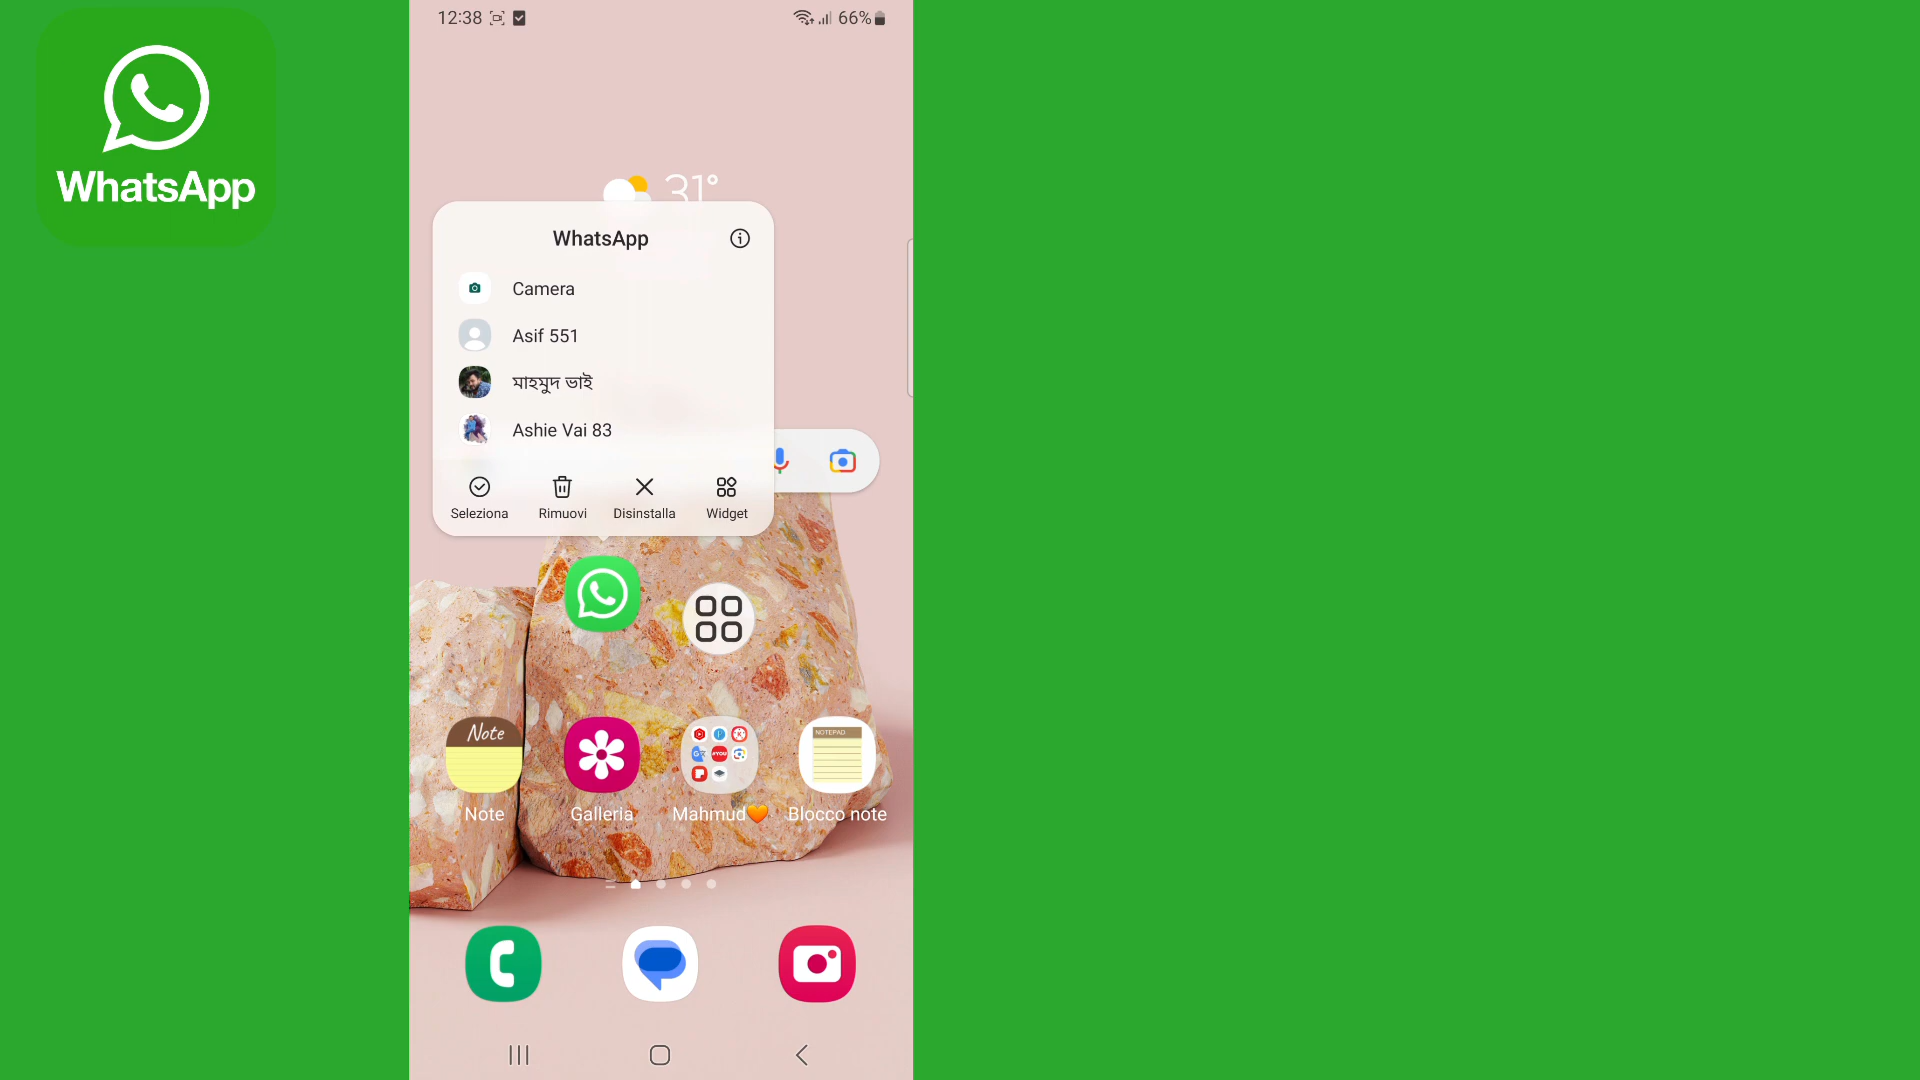 12:38
66%
WhatsApp
31°
WhatsApp
Camera
Asif 551
মাহমুদ ভাই
Ashie Vai 83
Seleziona
Rimuovi
Disinstalla
Widget
Note
NOTEPAD
Note
Galleria
Mahmud🧡
Blocco note